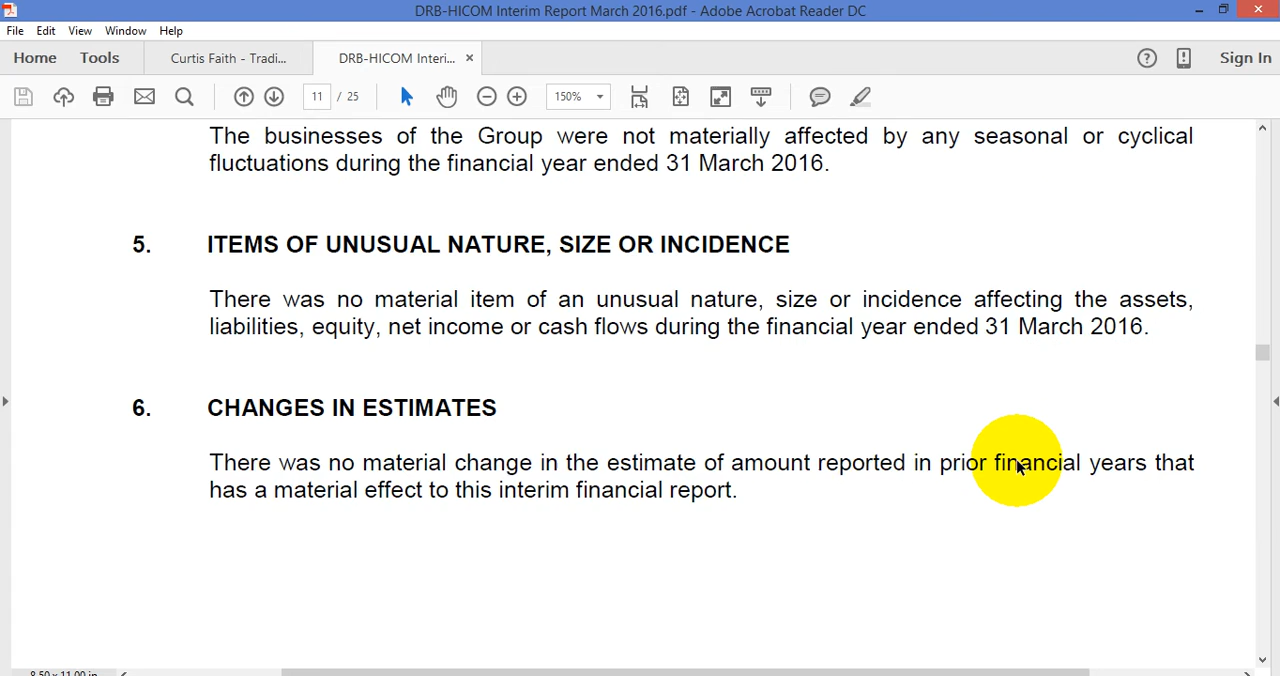 DRB-HICOM Interim Report March 2016.pdf - Adobe Acrobat Reader DC
File Edit View Window Help
Home Tools Curtis Faith - Tradi... DRB-HICOM Interi... × Sign In
11 / 25 150%
The businesses of the Group were not materially affected by any seasonal or cyclical
fluctuations during the financial year ended 31 March 2016.
5. ITEMS OF UNUSUAL NATURE, SIZE OR INCIDENCE
There was no material item of an unusual nature, size or incidence affecting the assets,
liabilities, equity, net income or cash flows during the financial year ended 31 March 2016.
6. CHANGES IN ESTIMATES
There was no material change in the estimate of amount reported in prior financial years that
has a material effect to this interim financial report.
8.50 x 11.00 in